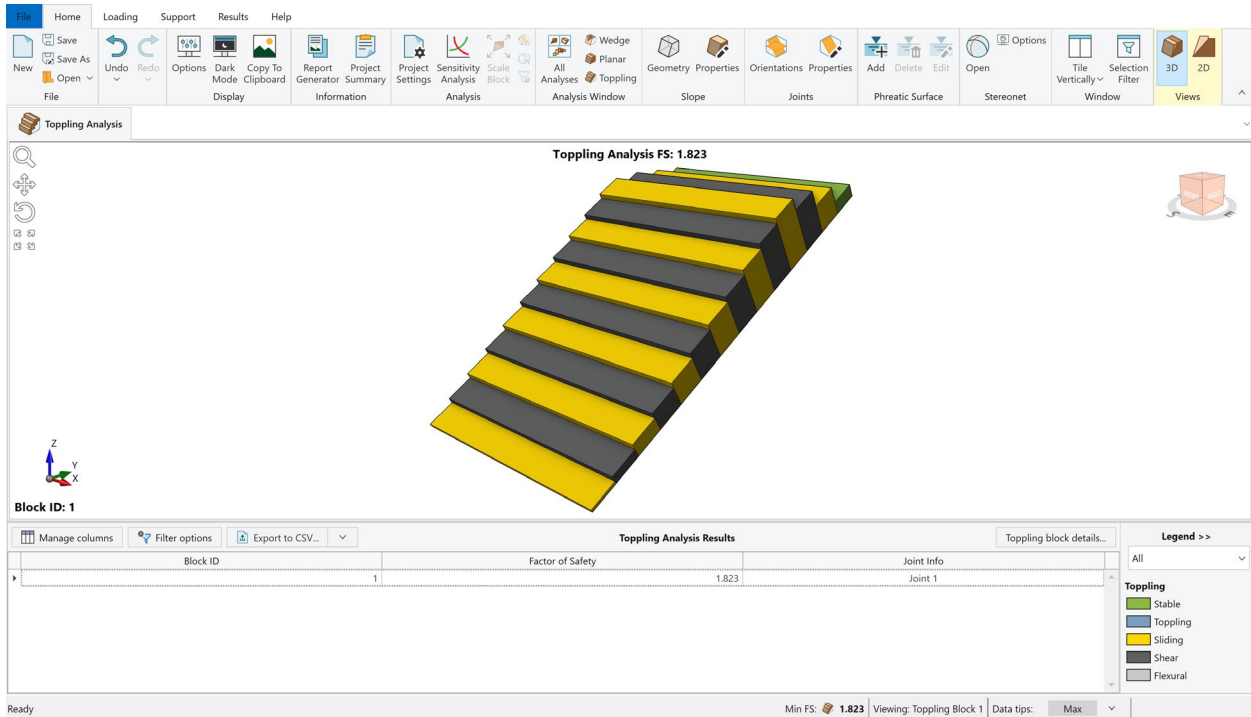 File Home Loading Support Results Help
New Save Save As Open Undo Redo Options Dark Mode Copy To Clipboard Report Generator Project Summary Project Settings Sensitivity Analysis Scale Block All Analyses Wedge Planar Toppling Geometry Properties Orientations Properties Add Delete Edit Open Options Tile Vertically Selection Filter 3D 2D
File Display Information Analysis Analysis Window Slope Joints Phreatic Surface Stereonet Window Views
Toppling Analysis
Toppling Analysis FS: 1.823
S E
Z
Y
X
Block ID: 1
Manage columns Filter options Export to CSV... Toppling Analysis Results Toppling block details... Legend >>
All
Block ID Factor of Safety Joint Info
1 1.823 Joint 1
Toppling
Stable
Toppling
Sliding
Shear
Flexural
Ready Min FS: 1.823 Viewing: Toppling Block 1 Data tips: Max